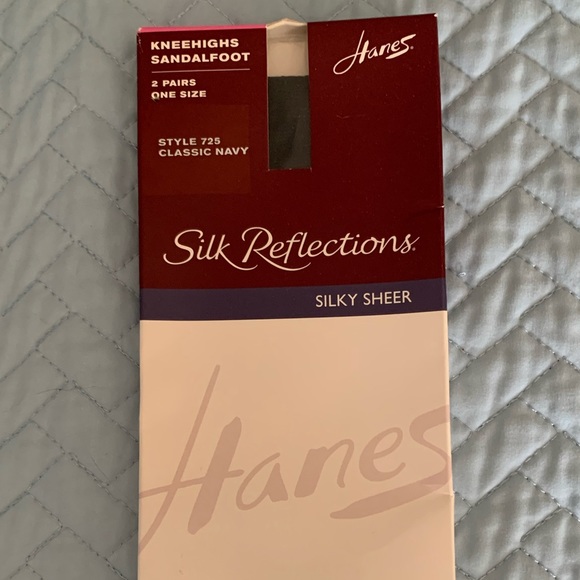 KNEEHIGHS
SANDALFOOT
2 PAIRS
ONE SIZE
STYLE 725
CLASSIC NAVY
Hanes®
Silk Reflections®
SILKY SHEER
Hanes